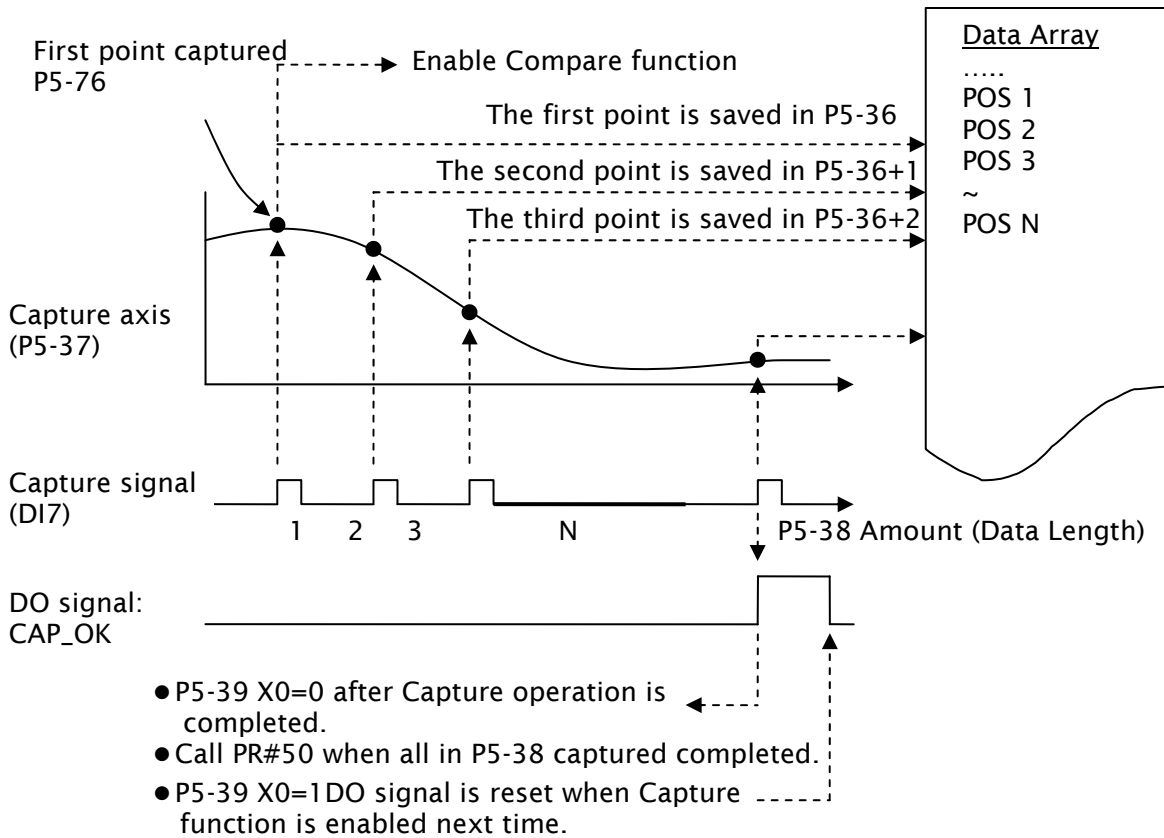 First point captured
P5-76
Enable Compare function
Data Array
.....
POS 1
POS 2
POS 3
~
POS N
The first point is saved in P5-36
The second point is saved in P5-36+1
The third point is saved in P5-36+2
Capture axis
(P5-37)
Capture signal
(DI7)
1 2 3 N
P5-38 Amount (Data Length)
DO signal:
CAP_OK
●P5-39 X0=0 after Capture operation is
completed.
●Call PR#50 when all in P5-38 captured completed.
●P5-39 X0=1DO signal is reset when Capture
function is enabled next time.